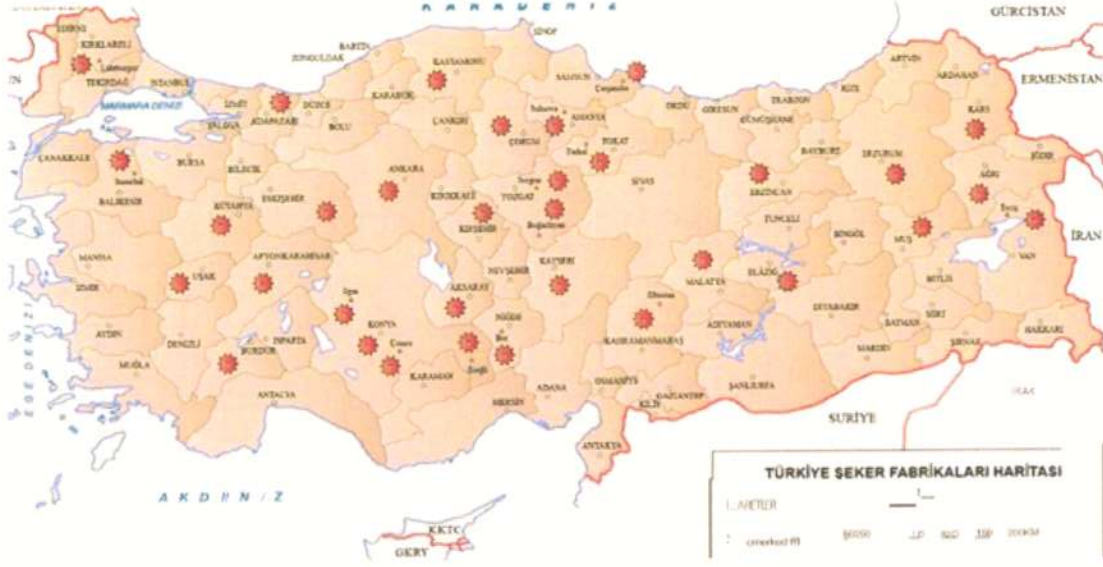 KARADENİZ
GÜRCİSTAN
EDİRNE
KIRKLARELİ
TEKİRDAĞ
İSTANBUL
MARMARA DENİZİ
BARTIN
ZONGULDAK
KASTAMONU
SİNOP
SAMSUN
Çarşamba
ARTVİN
ARDAHAN
ERMENİSTAN
RİZE
TRABZON
ORDU
GİRESUN
GÜMÜŞHANE
KARS
KARABÜK
İZMİT
ADAPAZARI
DÜZCE
YALOVA
BOLU
ÇANKIRI
ÇORUM
Suluova
AMASYA
TOKAT
Turhal
BAYBURT
ERZURUM
IĞDIR
AĞRI
ÇANAKKALE
BURSA
BİLECİK
Susurluk
BALIKESİR
KÜTAHYA
ESKİŞEHİR
ANKARA
KIRIKKALE
YOZGAT
Sorgun
SİVAS
ERZİNCAN
TUNCELİ
BİNGÖL
MUŞ
Erciş
VAN
İRAN
KIRŞEHİR
Boğazlıyan
MANİSA
İZMİR
UŞAK
AFYONKARAHİSAR
NEVŞEHİR
KAYSERİ
MALATYA
ELAZIĞ
BİTLİS
AKSARAY
Ilgın
KONYA
Çumra
NİĞDE
Bor
Ereğli
Elbistan
KAHRAMANMARAŞ
ADIYAMAN
DİYARBAKIR
BATMAN
SİİRT
HAKKARİ
ŞIRNAK
MARDİN
AYDIN
DENİZLİ
ISPARTA
BURDUR
MUĞLA
ANTALYA
KARAMAN
MERSİN
ADANA
OSMANİYE
GAZİANTEP
KİLİS
ŞANLIURFA
EGE DENİZİ
IRAK
SURİYE
ANTAKYA
AKDENİZ
KKTC
GKRY
TÜRKİYE ŞEKER FABRİKALARI HARİTASI